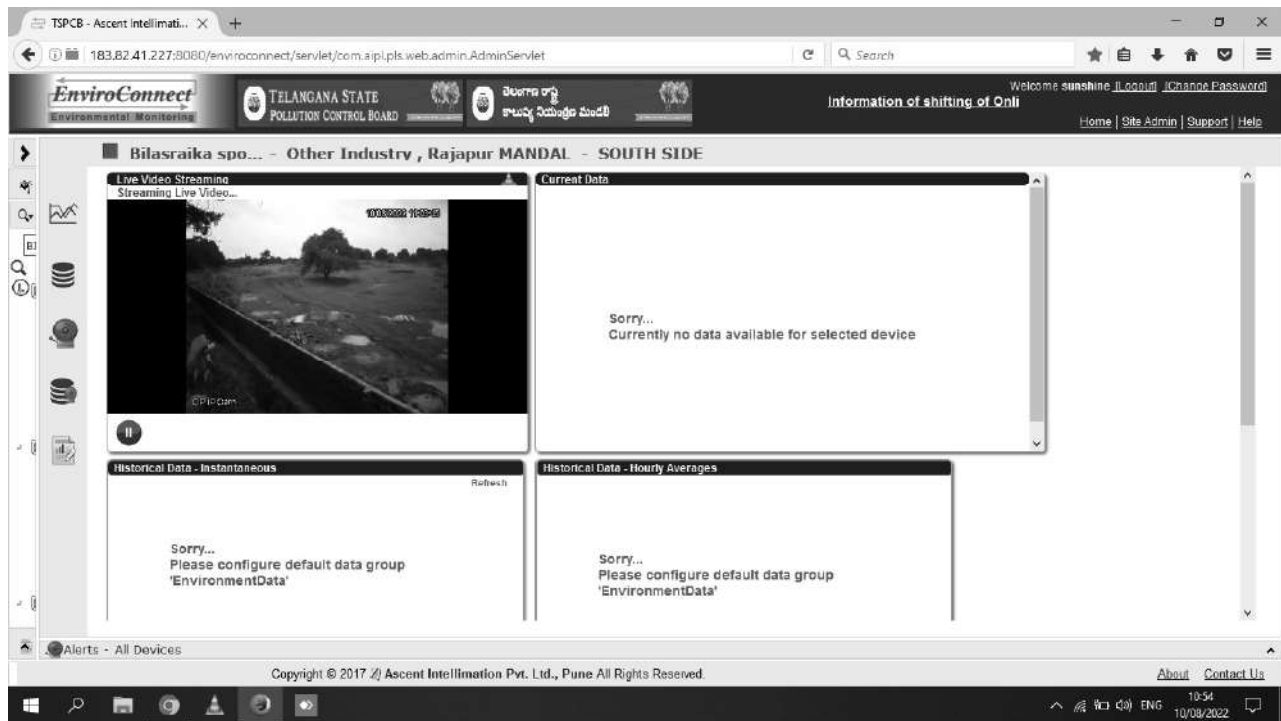 TSPCB - Ascent Intellimati...
183.82.41.227:8080/enviroconnect/servlet/com.aipl.pls.web.admin.AdminServlet
Search
EnviroConnect
Environmental Monitoring
TELANGANA STATE
POLLUTION CONTROL BOARD
తెలంగాణ రాష్ట్ర
కాలుష్య నియంత్రణ మండలి
Welcome sunshine [Logout] [Change Password]
Information of shifting of Onli
Home | Site Admin | Support | Help
Bilasraika spo... - Other Industry , Rajapur MANDAL - SOUTH SIDE
Live Video Streaming
Streaming Live Video...
CP IPCam
Current Data
Sorry...
Currently no data available for selected device
Historical Data - Instantaneous
Refresh
Sorry...
Please configure default data group
'EnvironmentData'
Historical Data - Hourly Averages
Sorry...
Please configure default data group
'EnvironmentData'
Alerts - All Devices
Copyright © 2017 Ascent Intellimation Pvt. Ltd., Pune All Rights Reserved.
About Contact Us
ENG
10:54
10/08/2022